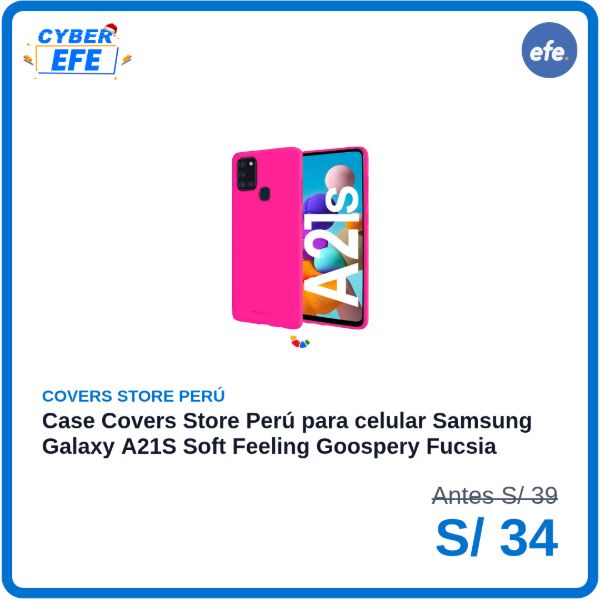 CYBER
EFE
efe.
A21s
COVERS STORE PERÚ
Case Covers Store Perú para celular Samsung
Galaxy A21S Soft Feeling Goospery Fucsia
Antes S/ 39
S/ 34